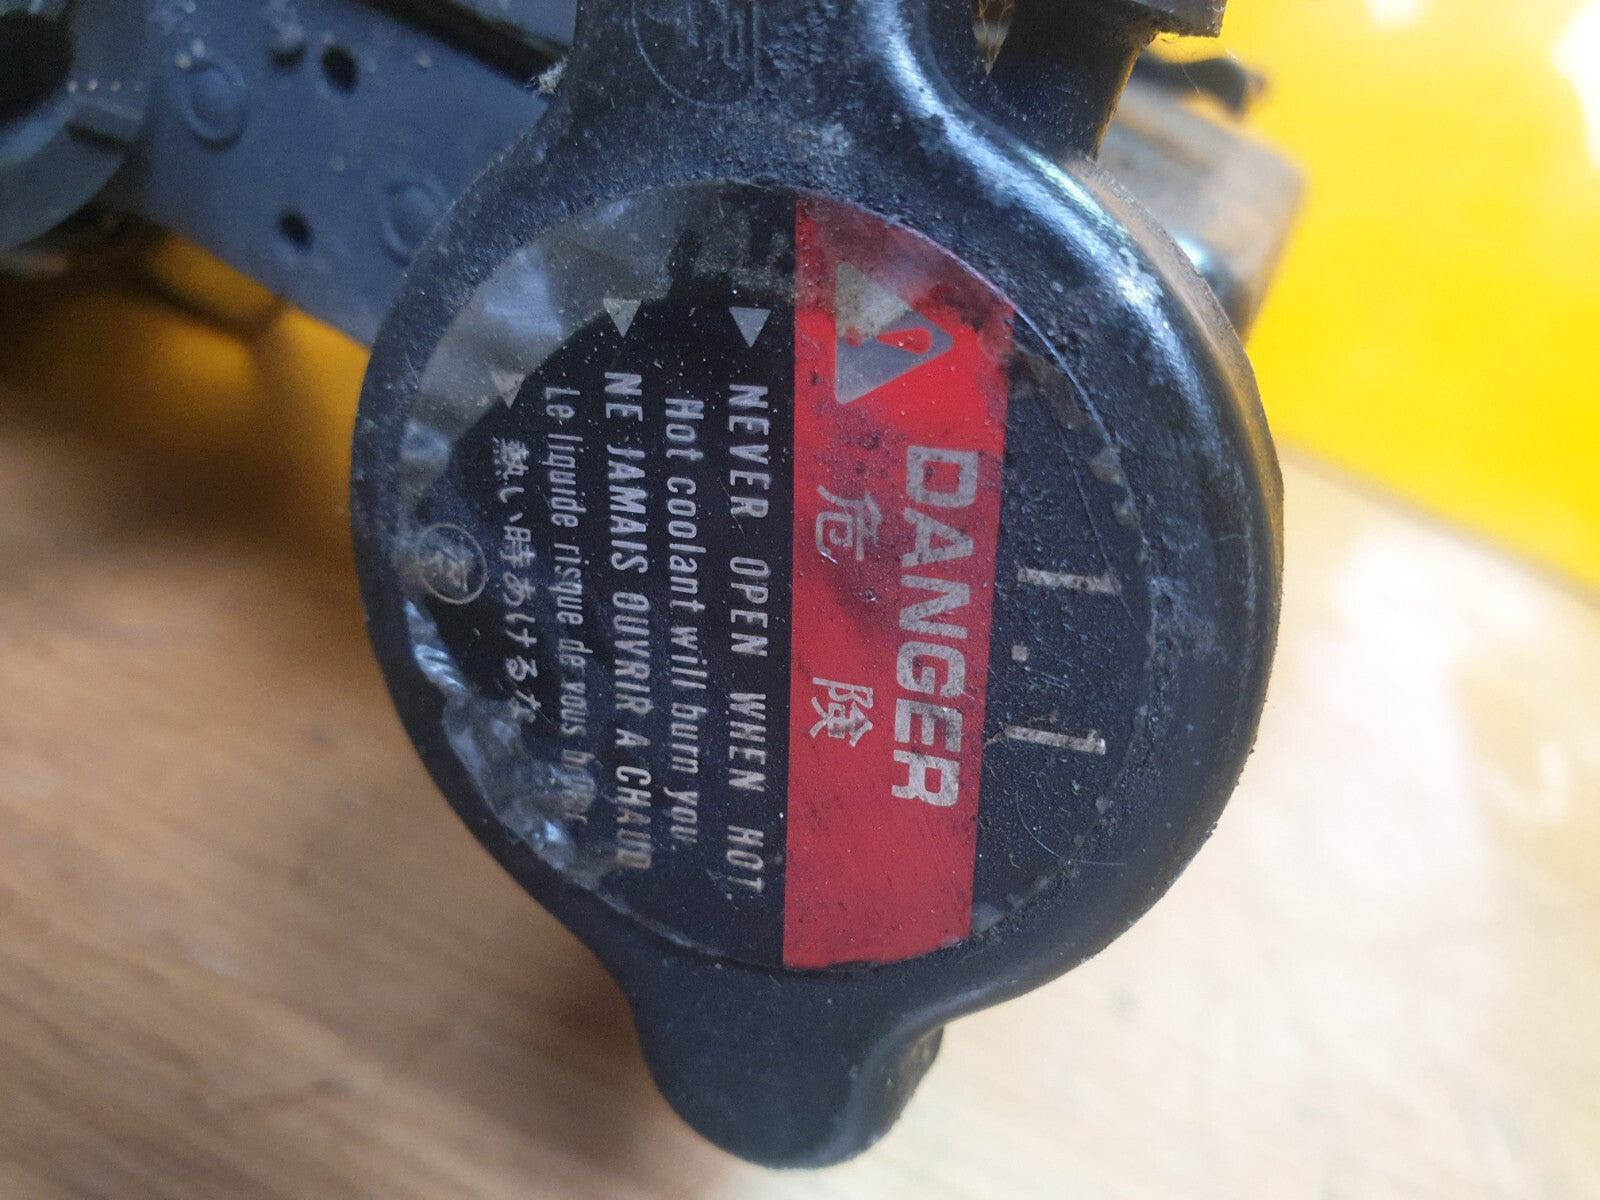 1.1
DANGER
危険
NEVER OPEN WHEN HOT.
Hot coolant will burn you.
NE JAMAIS OUVRIR A CHAUD
Le liquide risque de vous
熱い時あけるな